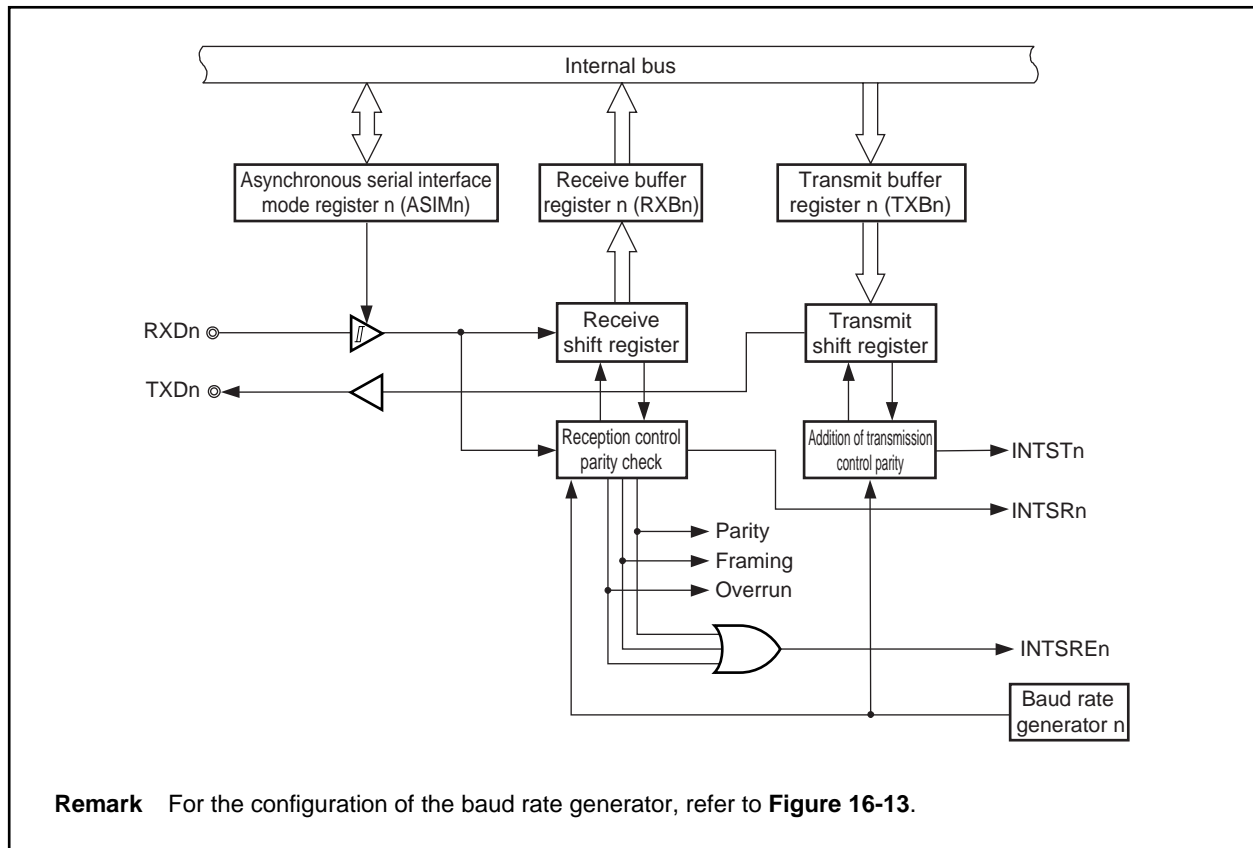 Internal bus
Asynchronous serial interface
mode register n (ASIMn)
Receive buffer
register n (RXBn)
Transmit buffer
register n (TXBn)
RXDn
Receive
shift register
Transmit
shift register
TXDn
Reception control
parity check
Addition of transmission
control parity
INTSTn
INTSRn
Parity
Framing
Overrun
INTSREn
Baud rate
generator n
Remark For the configuration of the baud rate generator, refer to Figure 16-13.